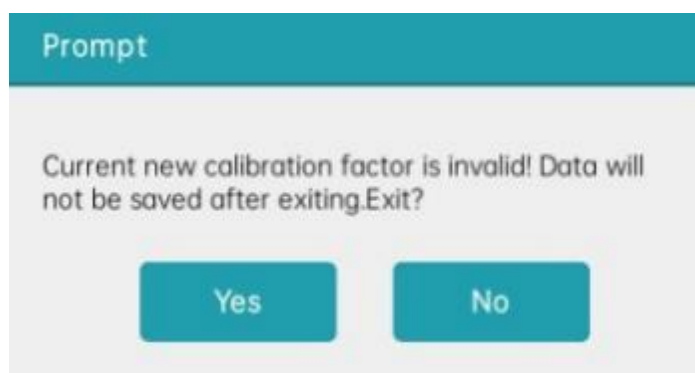 Prompt
Current new calibration factor is invalid! Data will
not be saved after exiting.Exit?
Yes
No